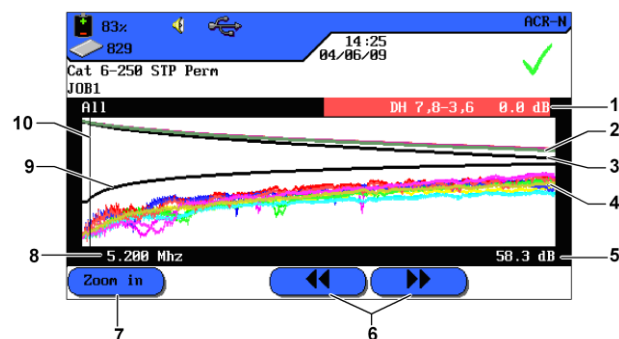 83% ACR-N
829 14:25
04/06/09
Cat 6-250 STP Perm
JOB1
All DH 7,8-3,6 0.0 dB 1
10 2
3
9
4
8 5.200 Mhz 58.3 dB 5
Zoom in
7 6